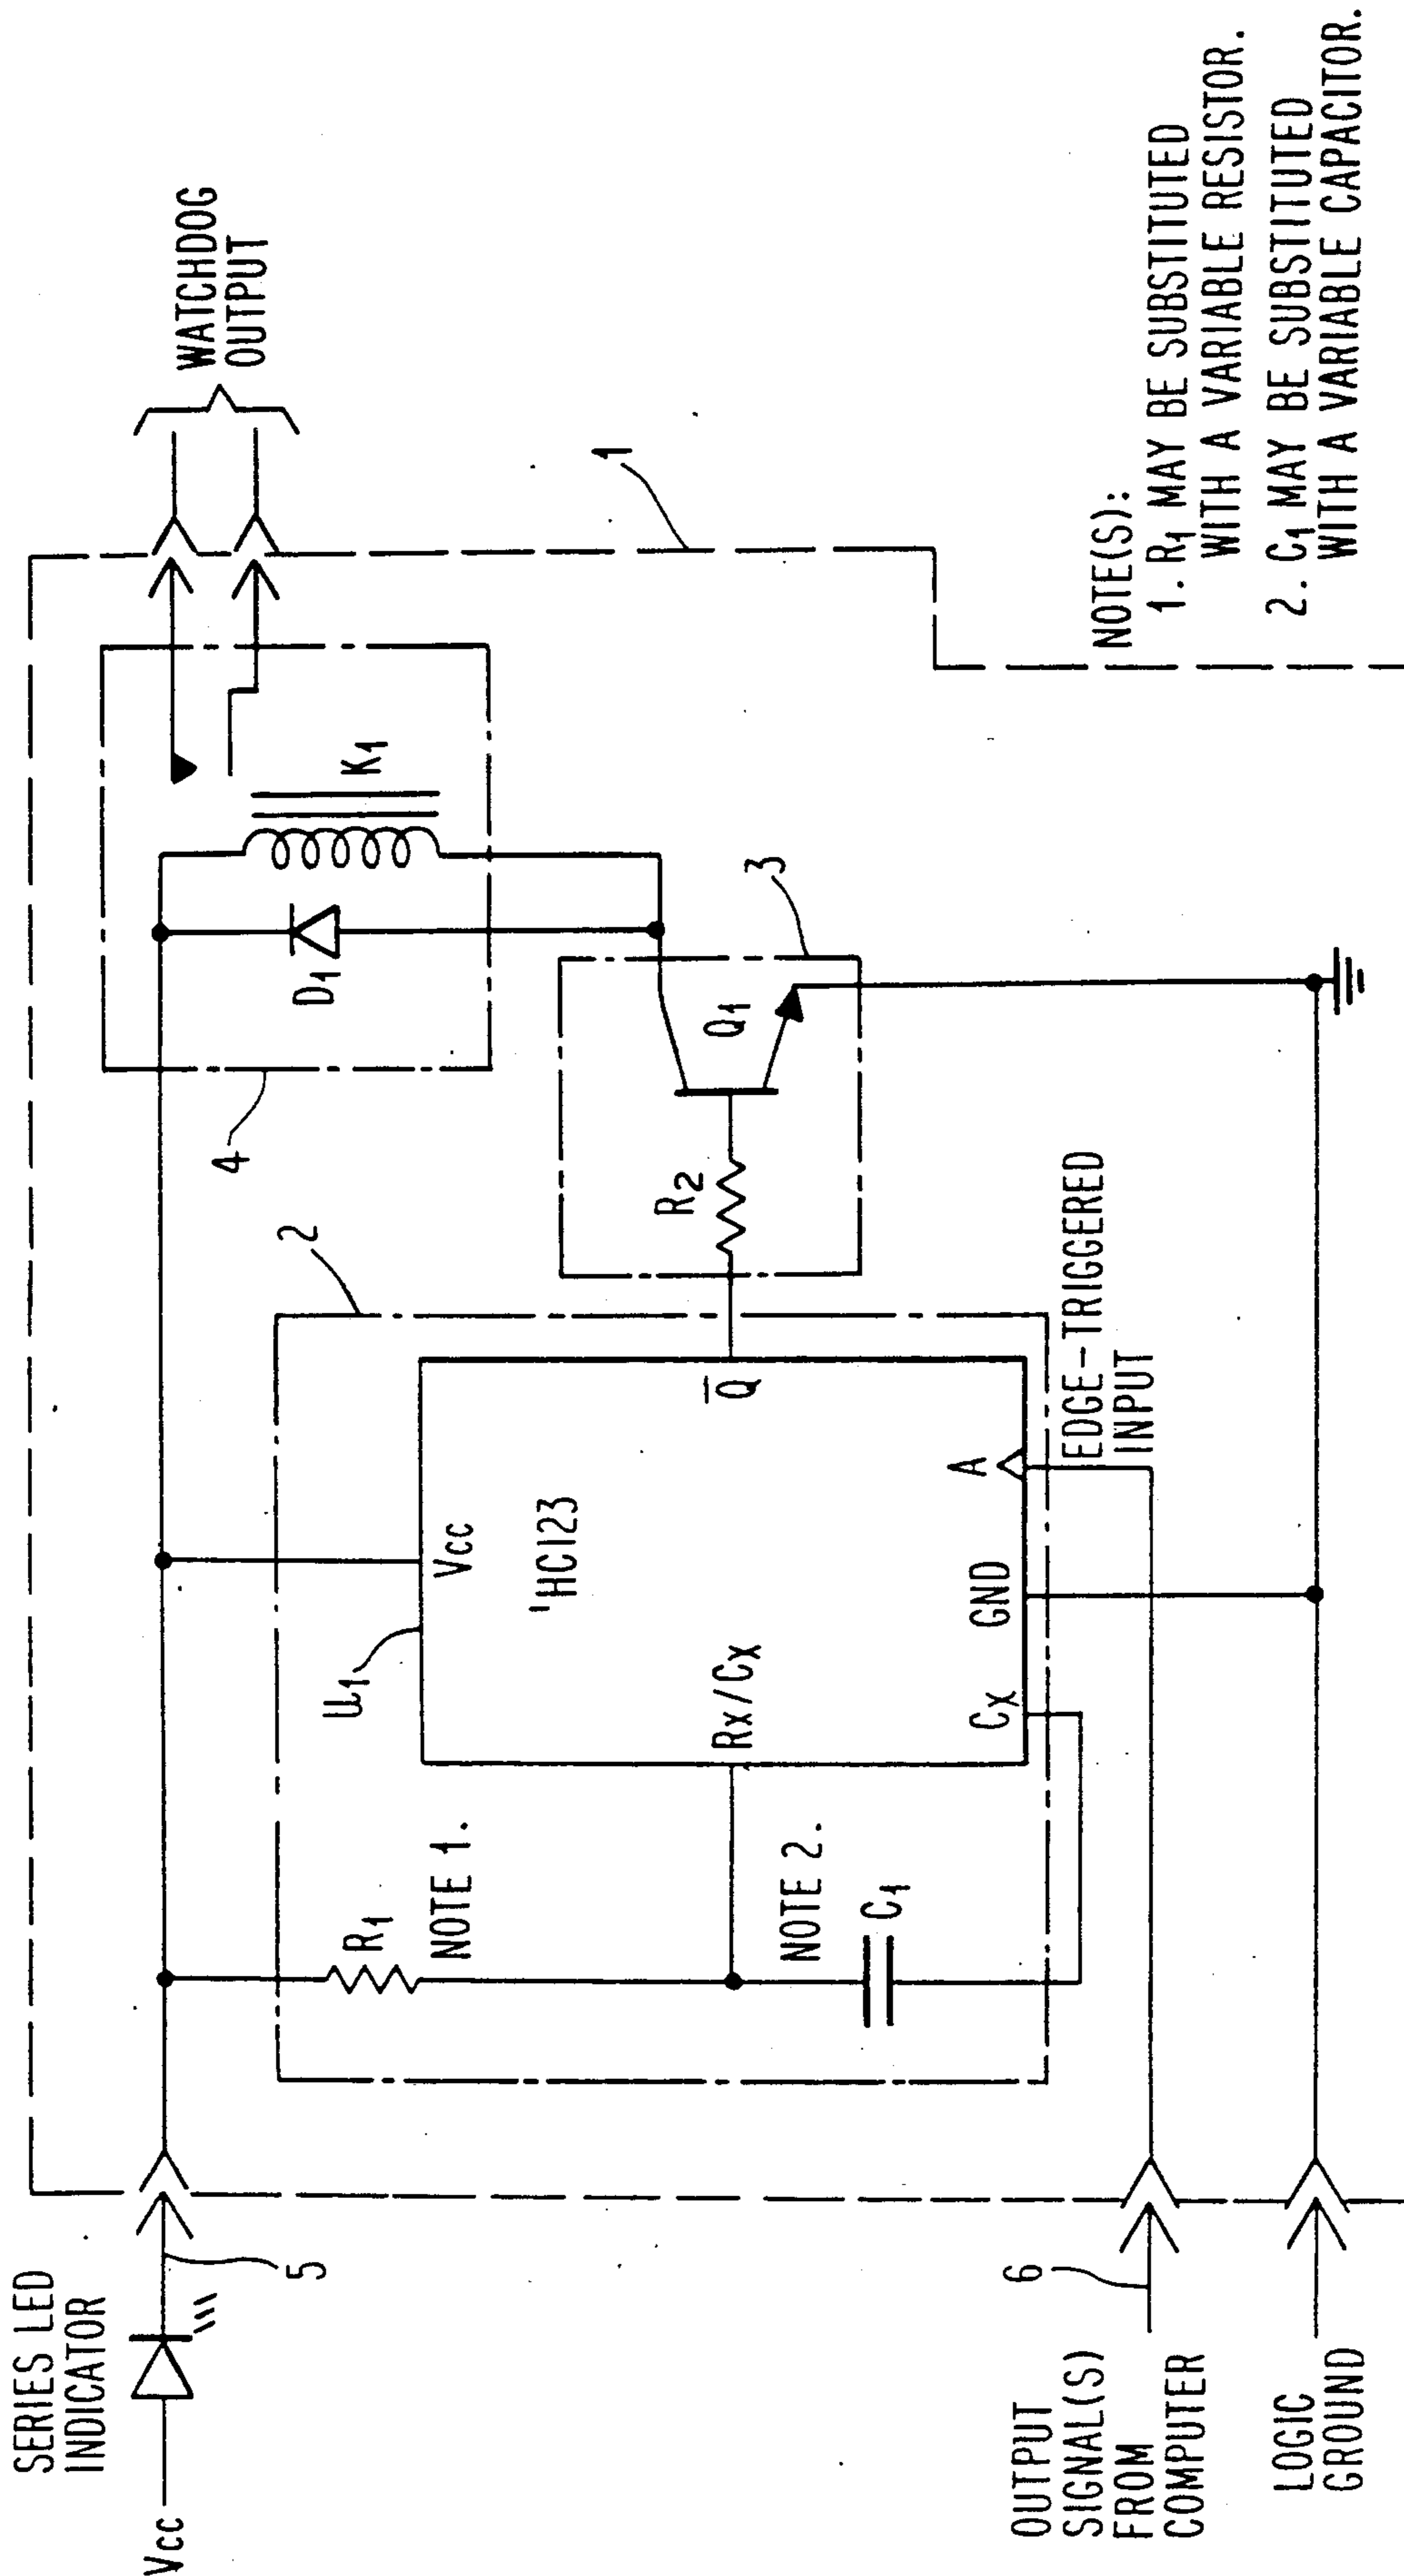 SERIES LED
INDICATOR
Vcc
5
WATCHDOG
OUTPUT
1
4
D1
K1
2
3
U1
Vcc
'HC123
R1
NOTE 1.
Rx/Cx
Q̅
R2
Q1
NOTE 2.
C1
Cx
GND
A
EDGE-TRIGGERED
INPUT
6
OUTPUT
SIGNAL(S)
FROM
COMPUTER
LOGIC
GROUND
NOTE(S):
1. R1 MAY BE SUBSTITUTED
WITH A VARIABLE RESISTOR.
2. C1 MAY BE SUBSTITUTED
WITH A VARIABLE CAPACITOR.